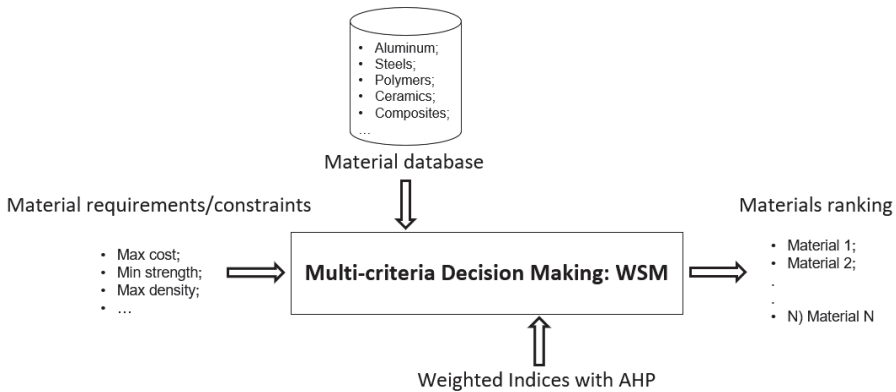 • Aluminum;
• Steels;
• Polymers;
• Ceramics;
• Composites;
...
Material database
Material requirements/constraints
• Max cost;
• Min strength;
• Max density;
• ...
Multi-criteria Decision Making: WSM
Materials ranking
• Material 1;
• Material 2;
.
.
• N) Material N
Weighted Indices with AHP